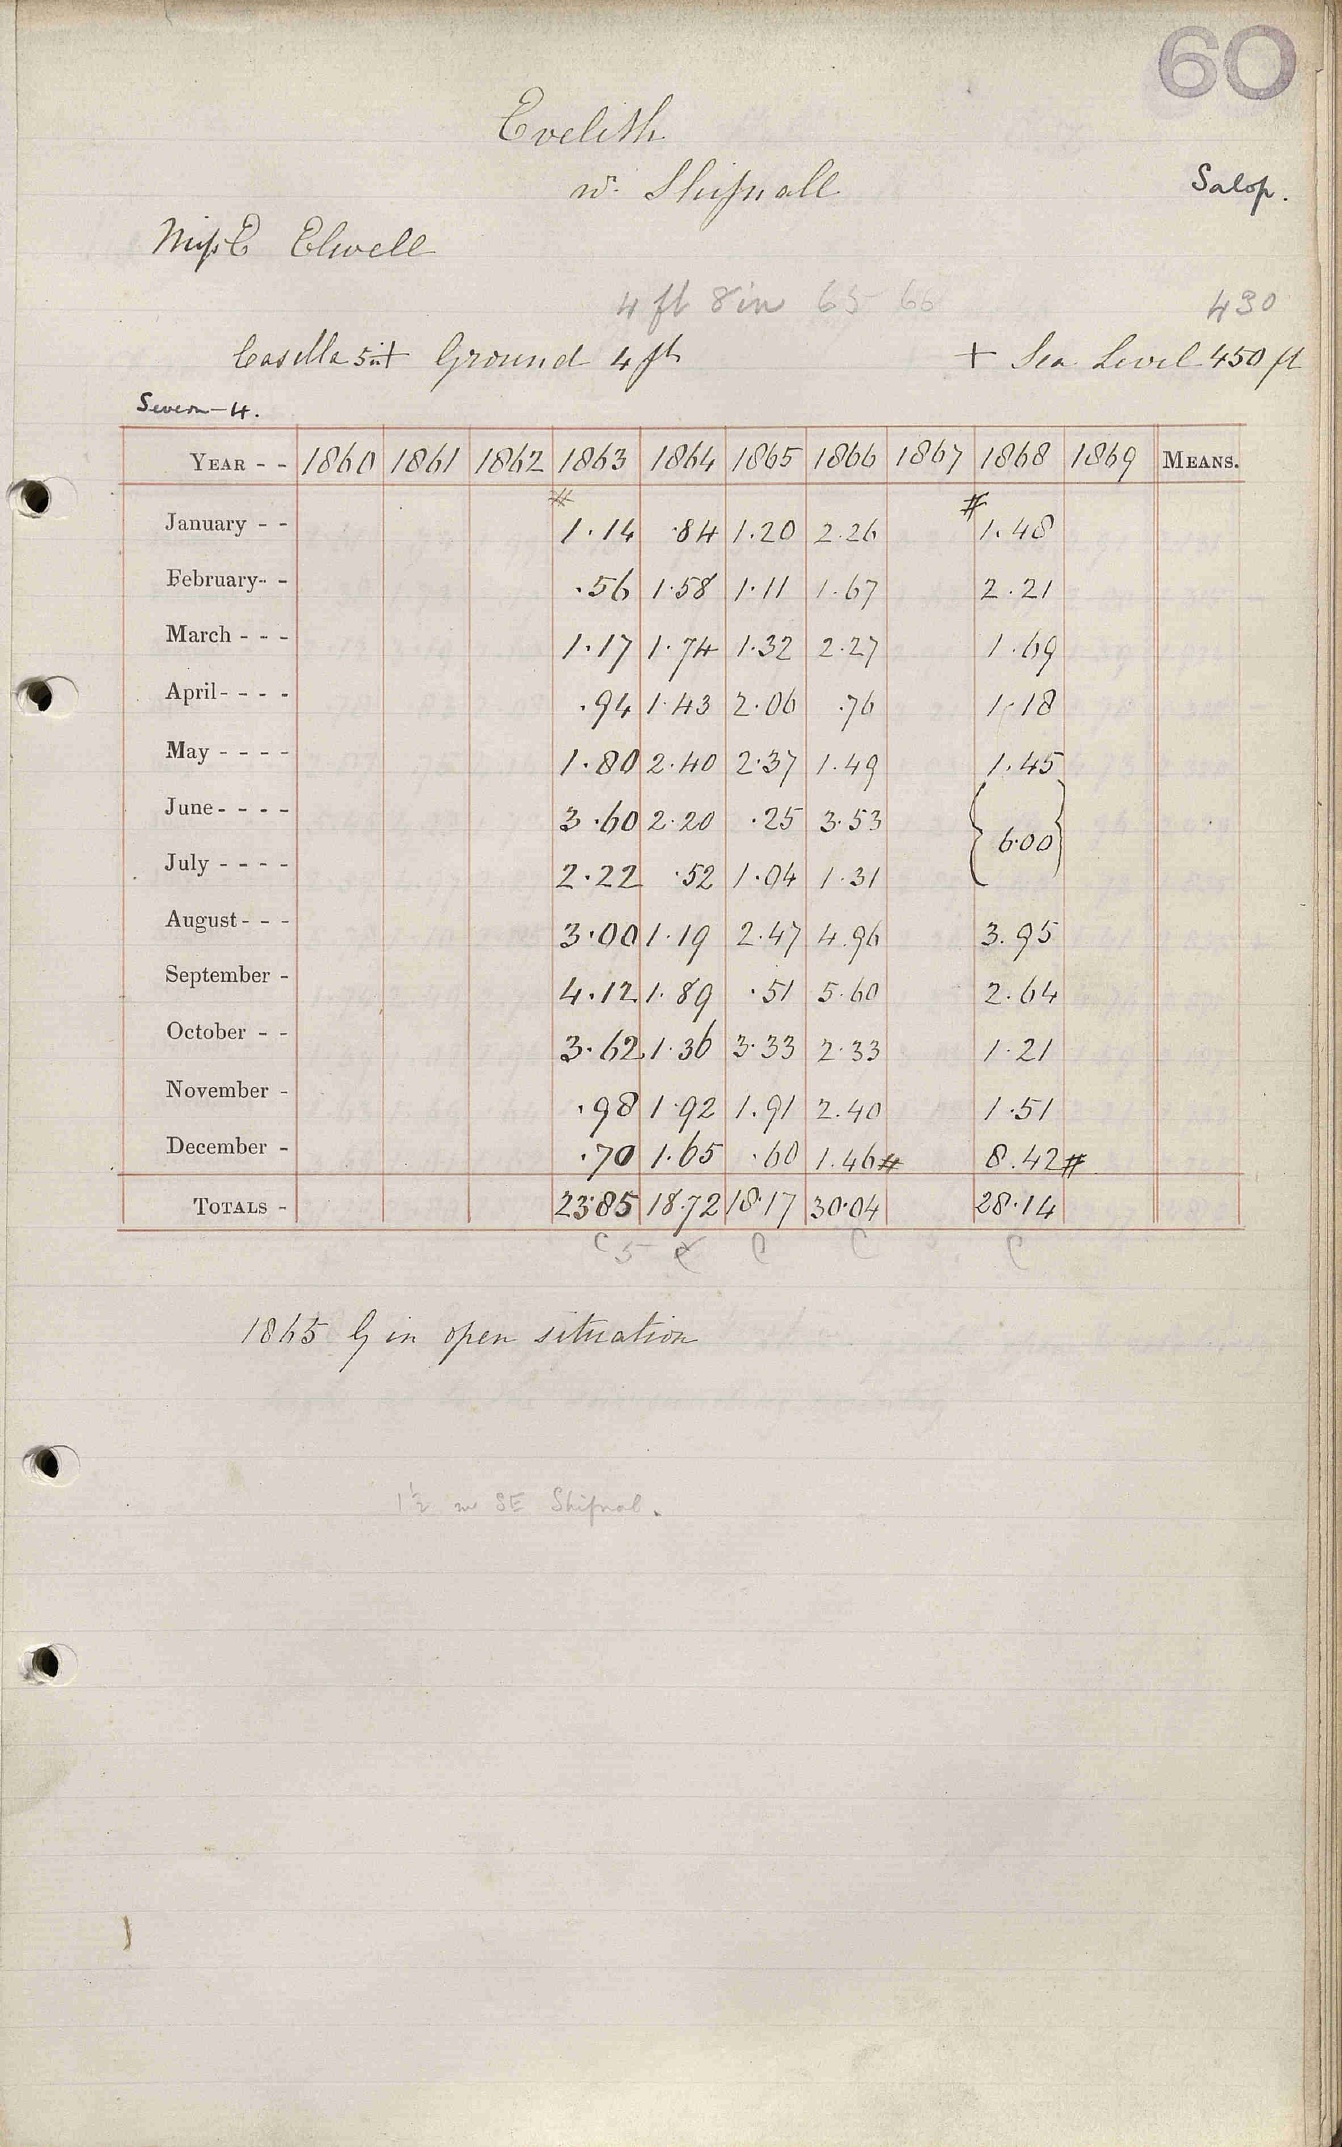 60
Evelith
nr. Shifnall
Salop.
Miss E Elwell
4 ft 8 in 65 66
430
Casella 5in + Ground 4 ft + Sea Level 450 ft
Severn-4.
YEAR - - 1860 1861 1862 1863 1864 1865 1866 1867 1868 1869 MEANS.
January - - # 1.14 .84 1.20 2.26 # 1.48
February - - .56 1.58 1.11 1.67 2.21
March - - - 1.17 1.74 1.32 2.27 1.69
April - - - - .94 1.43 2.06 .76 1.18
May - - - - 1.80 2.40 2.37 1.49 1.45
June - - - - 3.60 2.20 .25 3.53
{6.00}
July - - - - 2.22 .52 1.04 1.31
August - - - 3.00 1.19 2.47 4.96 3.95
September - 4.12 1.89 .51 5.60 2.64
October - - 3.62 1.36 3.33 2.33 1.21
November - .98 1.92 1.91 2.40 1.51
December - .70 1.65 .60 1.46# 8.42#
TOTALS - 23.85 18.72 18.17 30.04 28.14
C 5 C C C C
1865 G in open situation
1½ m SE Shifnal.